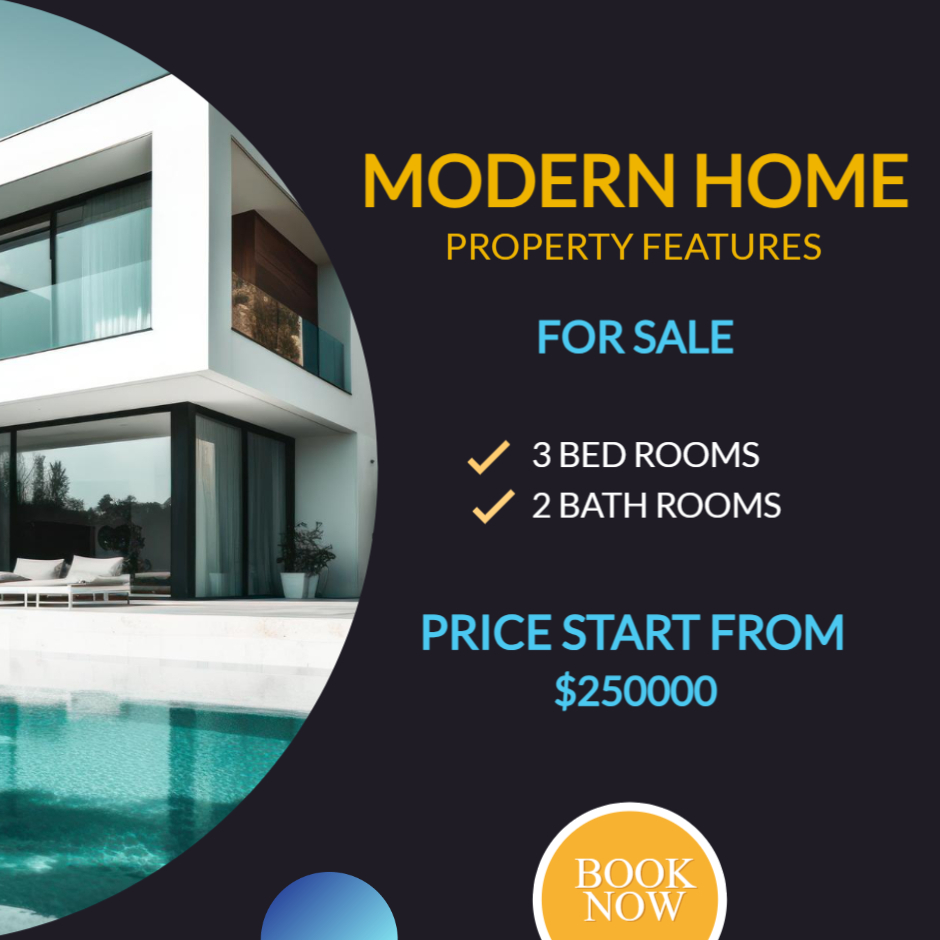 MODERN HOME
PROPERTY FEATURES
FOR SALE
3 BED ROOMS
2 BATH ROOMS
PRICE START FROM
$250000
BOOK
NOW